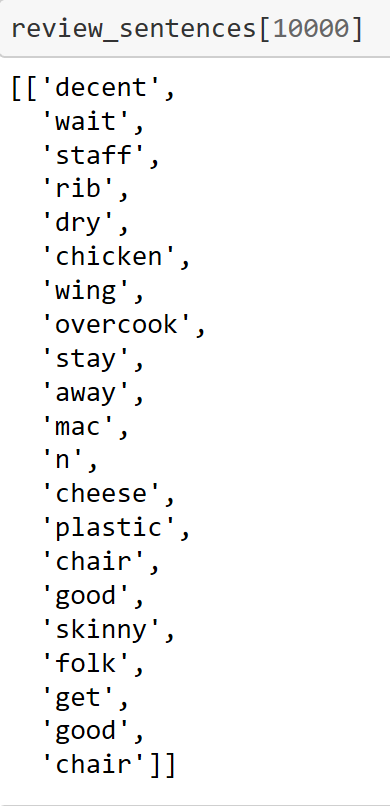 review_sentences[10000]
[['decent',
'wait',
'staff',
'rib',
'dry',
'chicken',
'wing',
'overcook',
'stay',
'away',
'mac',
'n',
'cheese',
'plastic',
'chair',
'good',
'skinny',
'folk',
'get',
'good',
'chair']]